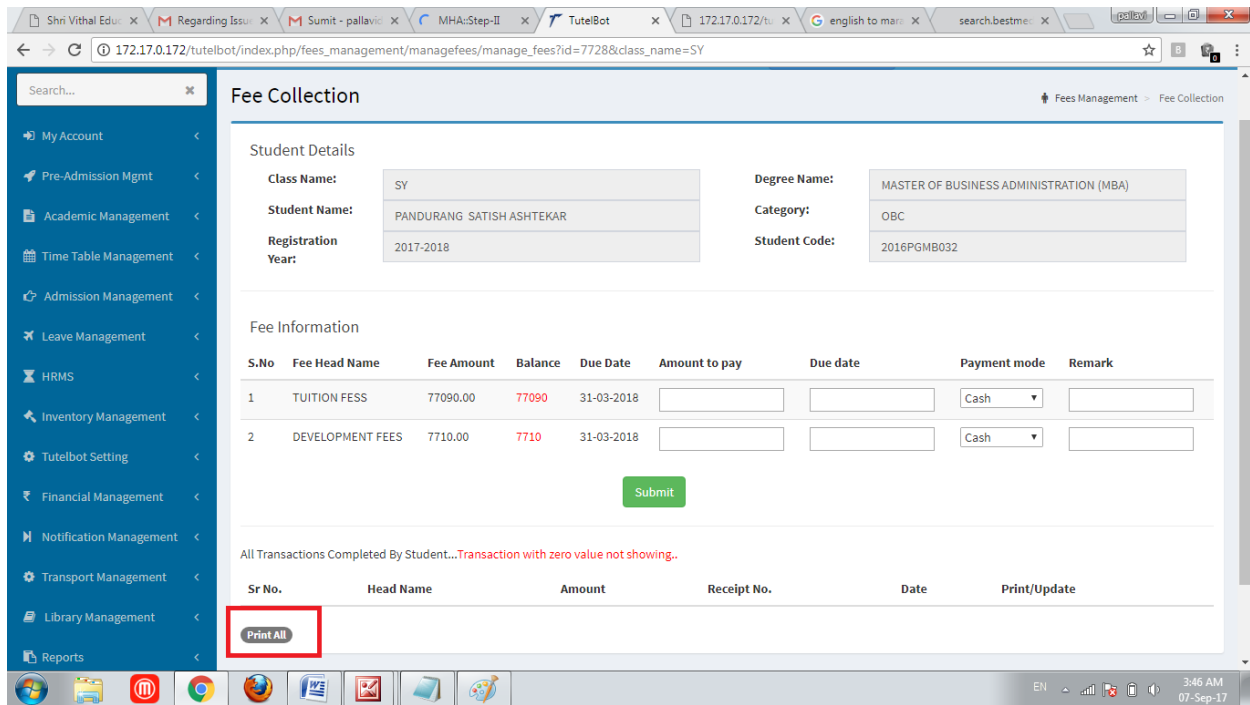 Shri Vithal Educ
Regarding Issu
Sumit - pallavic
MHA::Step-II
TutelBot
172.17.0.172/tu
english to mara
search.bestmec
pallavi
172.17.0.172/tutelbot/index.php/fees_management/managefees/manage_fees?id=7728&class_name=SY
Search...
Fee Collection
Fees Management > Fee Collection
My Account
Pre-Admission Mgmt
Academic Management
Time Table Management
Admission Management
Leave Management
HRMS
Inventory Management
Tutelbot Setting
Financial Management
Notification Management
Transport Management
Library Management
Reports
Student Details
Class Name: SY Degree Name: MASTER OF BUSINESS ADMINISTRATION (MBA)
Student Name: PANDURANG SATISH ASHTEKAR Category: OBC
Registration Year: 2017-2018 Student Code: 2016PGMB032
Fee Information
S.No Fee Head Name Fee Amount Balance Due Date Amount to pay Due date Payment mode Remark
1 TUITION FESS 77090.00 77090 31-03-2018 Cash
2 DEVELOPMENT FEES 7710.00 7710 31-03-2018 Cash
Submit
All Transactions Completed By Student...Transaction with zero value not showing..
Sr No. Head Name Amount Receipt No. Date Print/Update
Print All
EN
3:46 AM
07-Sep-17